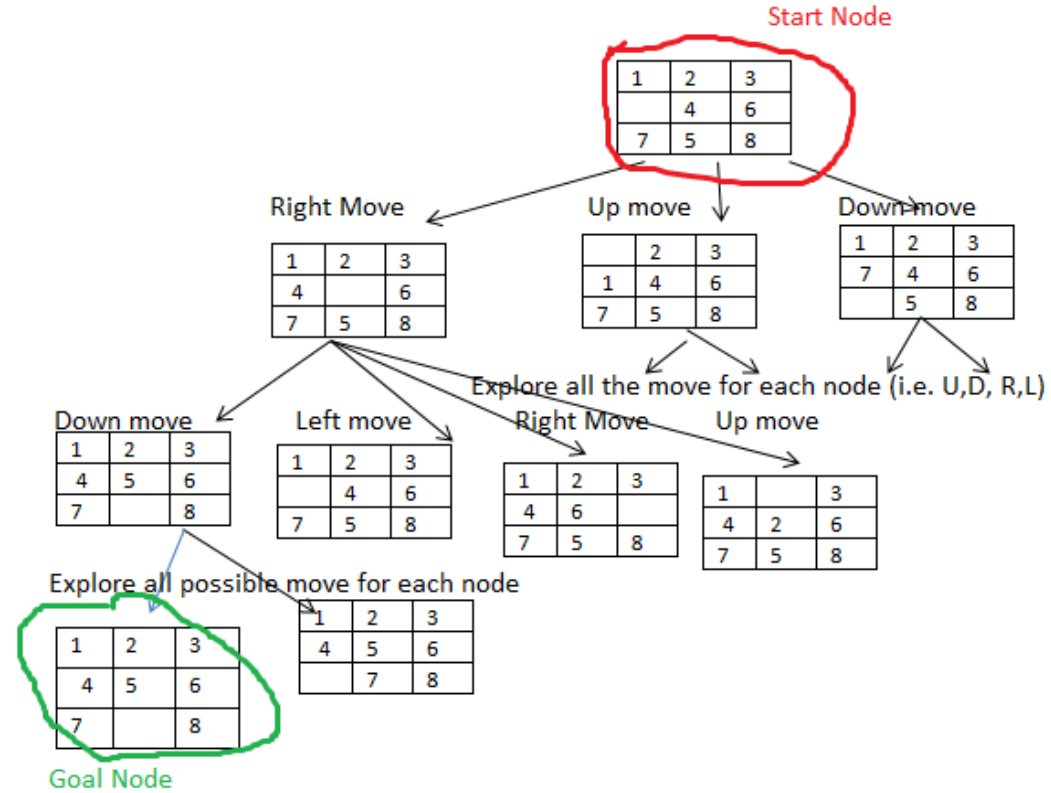 Start Node
1 2 3
4 6
7 5 8
Right Move
Up move
Down move
1 2 3
4 6
7 5 8
2 3
1 4 6
7 5 8
1 2 3
7 4 6
5 8
Explore all the move for each node (i.e. U,D, R,L)
Down move
Left move
Right Move
Up move
1 2 3
4 5 6
7 8
1 2 3
4 6
7 5 8
1 2 3
4 6
7 5 8
1 3
4 2 6
7 5 8
Explore all possible move for each node
1 2 3
4 5 6
7 8
1 2 3
4 5 6
7 8
Goal Node